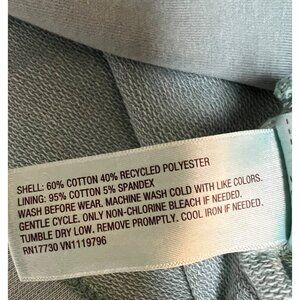 SHELL: 60% COTTON 40% RECYCLED POLYESTER
LINING: 95% COTTON 5% SPANDEX
WASH BEFORE WEAR. MACHINE WASH COLD WITH LIKE COLORS.
GENTLE CYCLE. ONLY NON-CHLORINE BLEACH IF NEEDED.
TUMBLE DRY LOW. REMOVE PROMPTLY. COOL IRON IF NEEDED.
RN17730 VN1119796